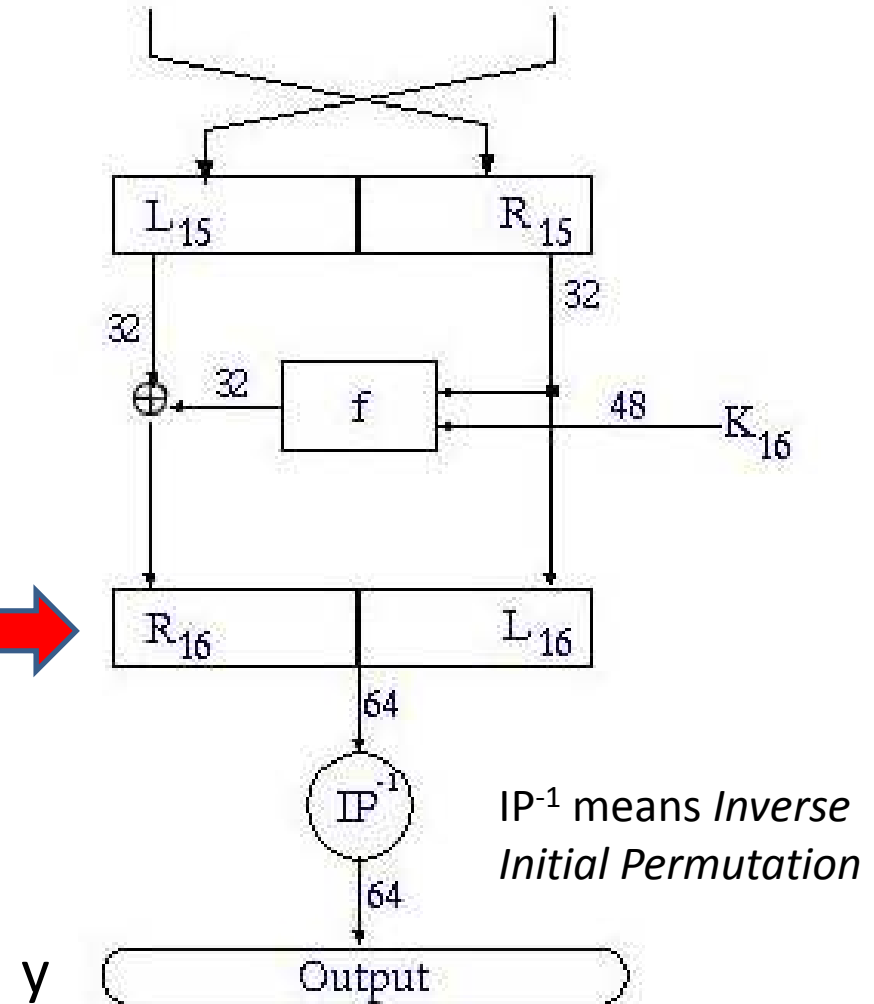 L15 R15
32
32
32
f
48
K16
R16 L16
64
IP-1
IP-1 means Inverse
Initial Permutation
64
y Output